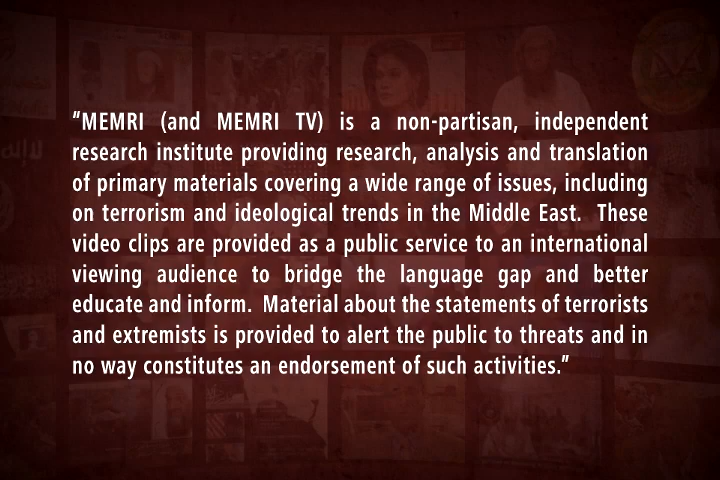 “MEMRI (and MEMRI TV) is a non-partisan, independent
research institute providing research, analysis and translation
of primary materials covering a wide range of issues, including
on terrorism and ideological trends in the Middle East.  These
video clips are provided as a public service to an international
viewing audience to bridge the language gap and better
educate and inform.  Material about the statements of terrorists
and extremists is provided to alert the public to threats and in
no way constitutes an endorsement of such activities.”